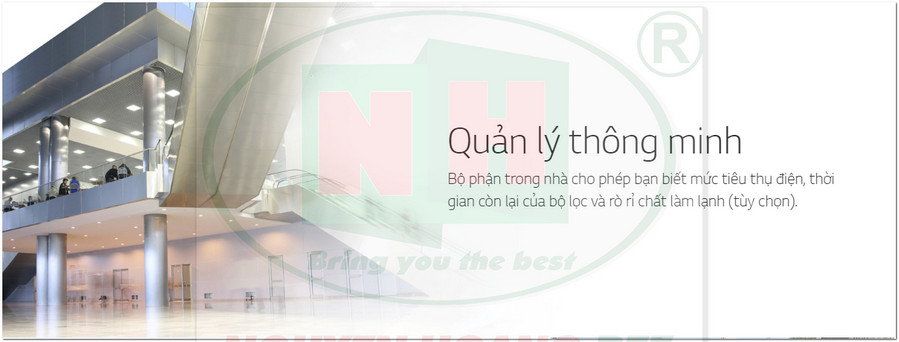 ®
NH
Quản lý thông minh
Bộ phận trong nhà cho phép bạn biết mức tiêu thụ điện, thời
gian còn lại của bộ lọc và rò rỉ chất làm lạnh (tùy chọn).
Bring you the best